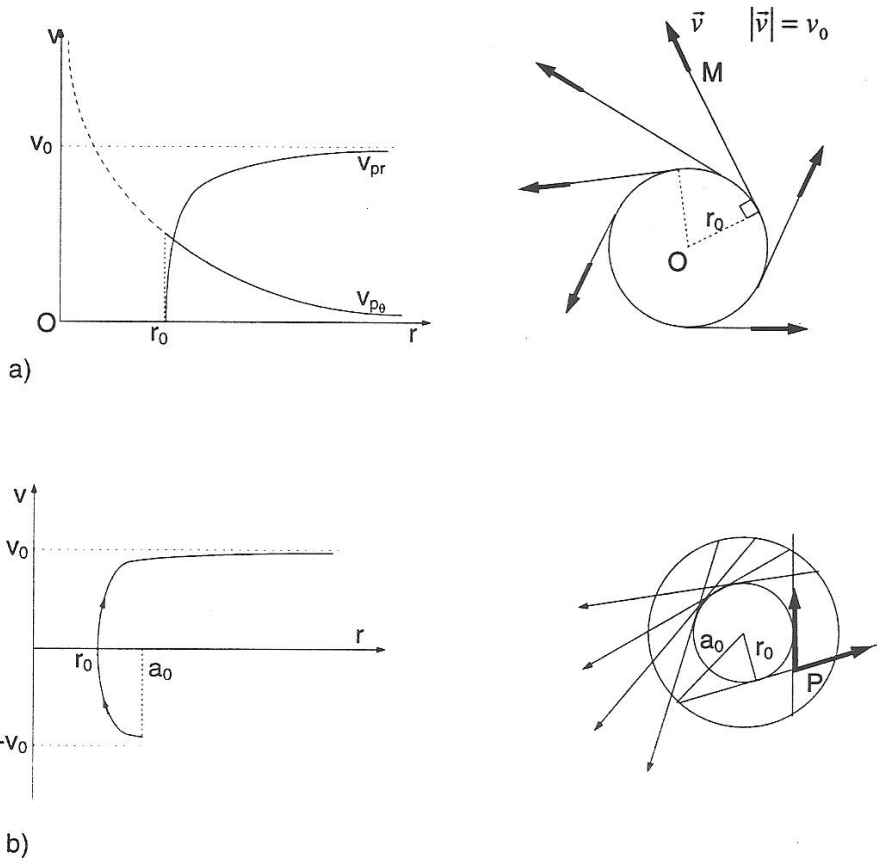 v
v₀
v_pr
v_pθ
O
r₀
r
v⃗ |v⃗| = v₀
M
r₀
O
a)
v
v₀
r
r₀
a₀
-v₀
a₀
r₀
P
b)